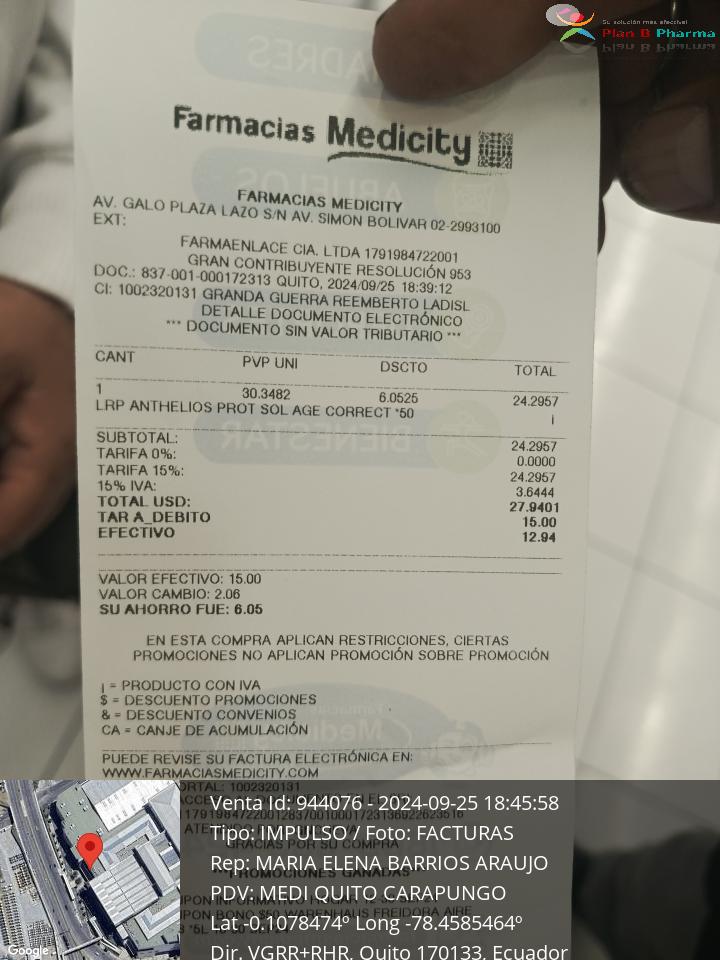 Su solución más efectiva!
Plan B Pharma
Farmacias Medicity
FARMACIAS MEDICITY
AV. GALO PLAZA LAZO S/N AV. SIMON BOLIVAR 02-2993100
EXT:
FARMAENLACE CIA. LTDA 1791984722001
GRAN CONTRIBUYENTE RESOLUCIÓN 953
DOC.: 837-001-000172313 QUITO, 2024/09/25 18:39:12
CI: 1002320131 GRANDA GUERRA REEMBERTO LADISL
DETALLE DOCUMENTO ELECTRÓNICO
*** DOCUMENTO SIN VALOR TRIBUTARIO ***
CANT PVP UNI DSCTO TOTAL
1 30.3482 6.0525 24.2957
LRP ANTHELIOS PROT SOL AGE CORRECT *50 i
SUBTOTAL: 24.2957
TARIFA 0%: 0.0000
TARIFA 15%: 24.2957
15% IVA: 3.6444
TOTAL USD: 27.9401
TAR A_DEBITO 15.00
EFECTIVO 12.94
VALOR EFECTIVO: 15.00
VALOR CAMBIO: 2.06
SU AHORRO FUE: 6.05
EN ESTA COMPRA APLICAN RESTRICCIONES, CIERTAS
PROMOCIONES NO APLICAN PROMOCIÓN SOBRE PROMOCIÓN
i = PRODUCTO CON IVA
$ = DESCUENTO PROMOCIONES
& = DESCUENTO CONVENIOS
CA = CANJE DE ACUMULACIÓN
PUEDE REVISE SU FACTURA ELECTRÓNICA EN:
WWW.FARMACIASMEDICITY.COM
1002320131
GRACIAS POR SU COMPRA
Venta Id: 944076 - 2024-09-25 18:45:58
Tipo: IMPULSO / Foto: FACTURAS
Rep: MARIA ELENA BARRIOS ARAUJO
PDV: MEDI QUITO CARAPUNGO
Lat -0.1078474º Long -78.4585464º
Dir. VGRR+RHR, Quito 170133, Ecuador
Google